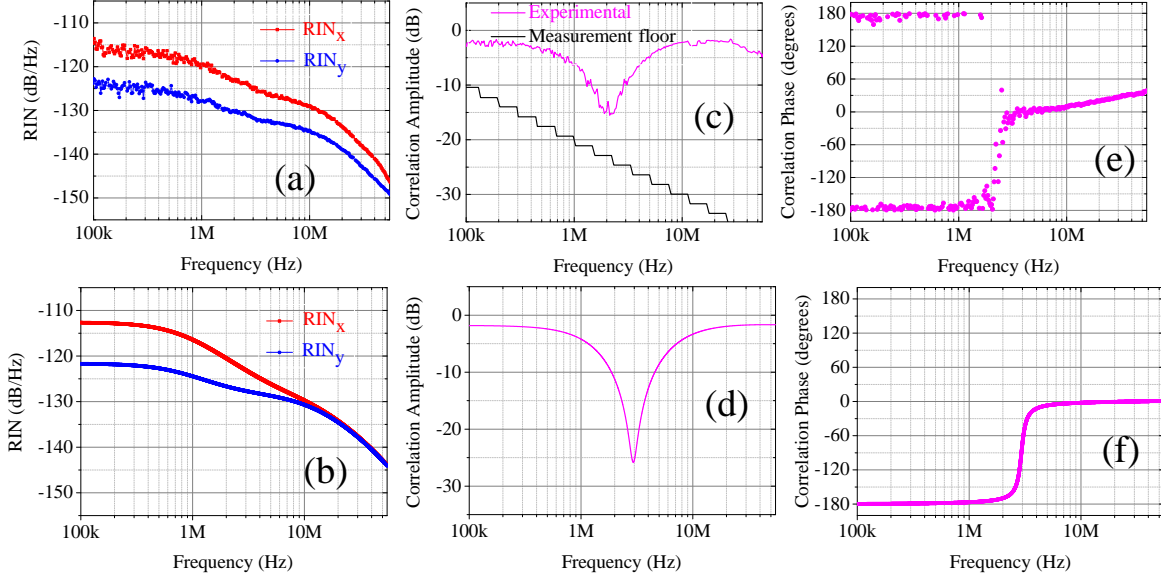 -110
-120
-130
-140
-150
RIN (dB/Hz)
RINx
RINy
(a)
100k 1M 10M
Frequency (Hz)
0
-10
-20
-30
Correlation Amplitude (dB)
Experimental
Measurement floor
(c)
100k 1M 10M
Frequency (Hz)
180
120
60
0
-60
-120
-180
Correlation Phase (degrees)
(e)
100k 1M 10M
Frequency (Hz)
-110
-120
-130
-140
-150
RIN (dB/Hz)
RINx
RINy
(b)
100k 1M 10M
Frequency (Hz)
0
-10
-20
-30
Correlation Amplitude (dB)
(d)
100k 1M 10M
Frequency (Hz)
180
120
60
0
-60
-120
-180
Correlation Phase (degrees)
(f)
100k 1M 10M
Frequency (Hz)